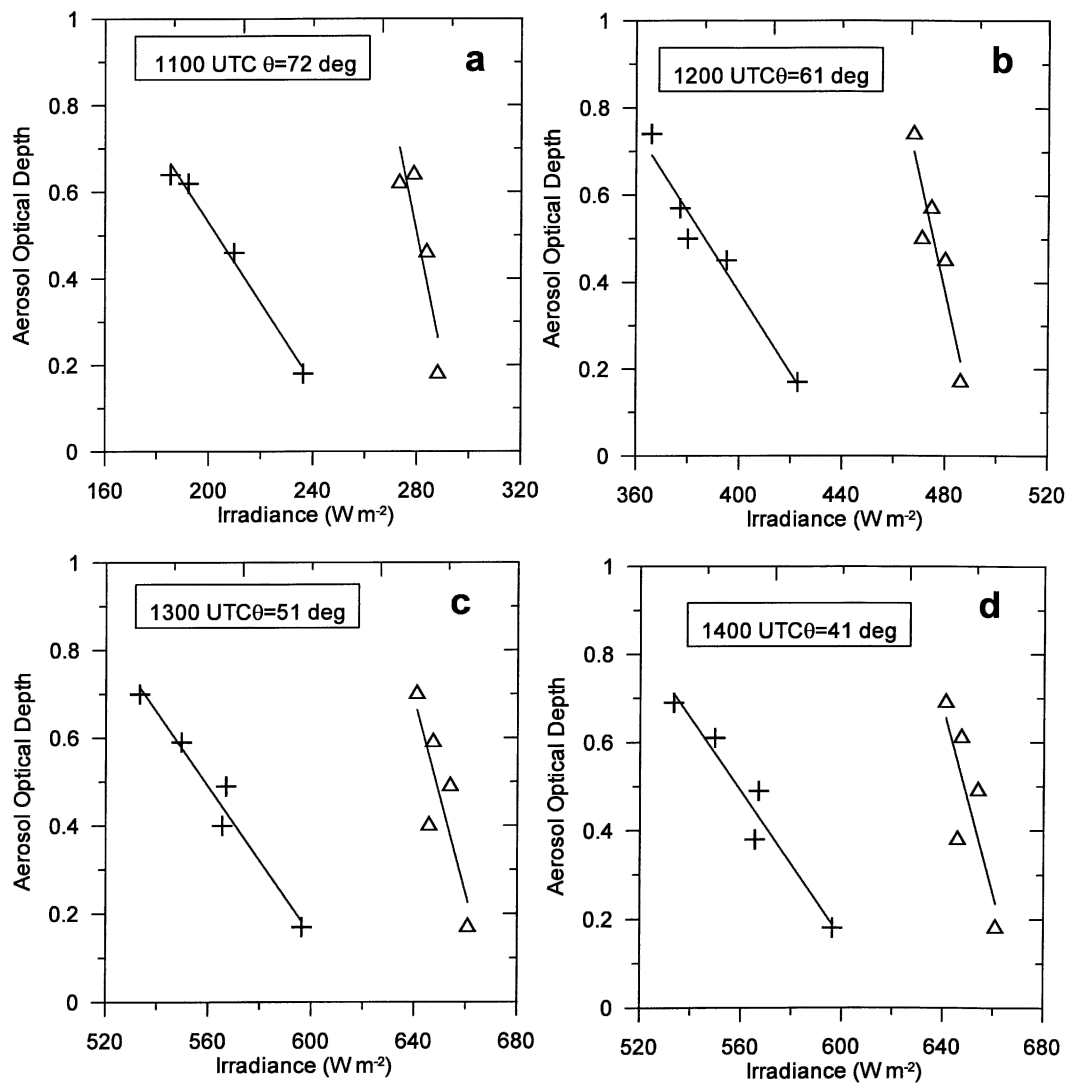 a
1100 UTC θ=72 deg
1
0.8
0.6
0.4
0.2
0
Aerosol Optical Depth
160 200 240 280 320
Irradiance (W m-2)
b
1200 UTCθ=61 deg
1
0.8
0.6
0.4
0.2
0
Aerosol Optical Depth
360 400 440 480 520
Irradiance (W m-2)
c
1300 UTCθ=51 deg
1
0.8
0.6
0.4
0.2
0
Aerosol Optical Depth
520 560 600 640 680
Irradiance (W m-2)
d
1400 UTCθ=41 deg
1
0.8
0.6
0.4
0.2
0
Aerosol Optical Depth
520 560 600 640 680
Irradiance (W m-2)